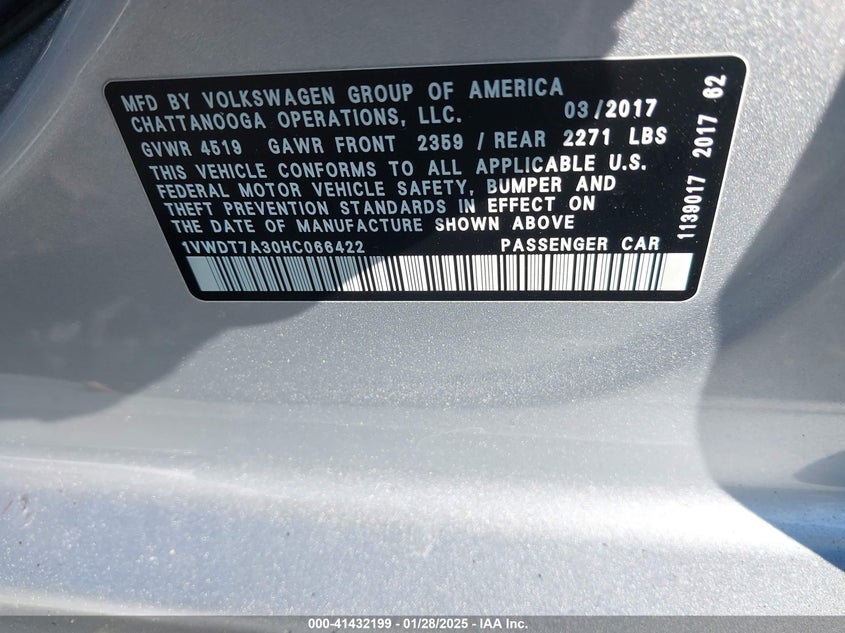 MFD BY VOLKSWAGEN GROUP OF AMERICA
CHATTANOOGA OPERATIONS, LLC. 03/2017
GVWR 4519 GAWR FRONT 2359 / REAR 2271 LBS
THIS VEHICLE CONFORMS TO ALL APPLICABLE U.S.
FEDERAL MOTOR VEHICLE SAFETY, BUMPER AND
THEFT PREVENTION STANDARDS IN EFFECT ON
THE DATE OF MANUFACTURE SHOWN ABOVE
1VWDT7A30HC066422 PASSENGER CAR
1139017 2017 62
000-41432199 - 01/28/2025 - IAA Inc.